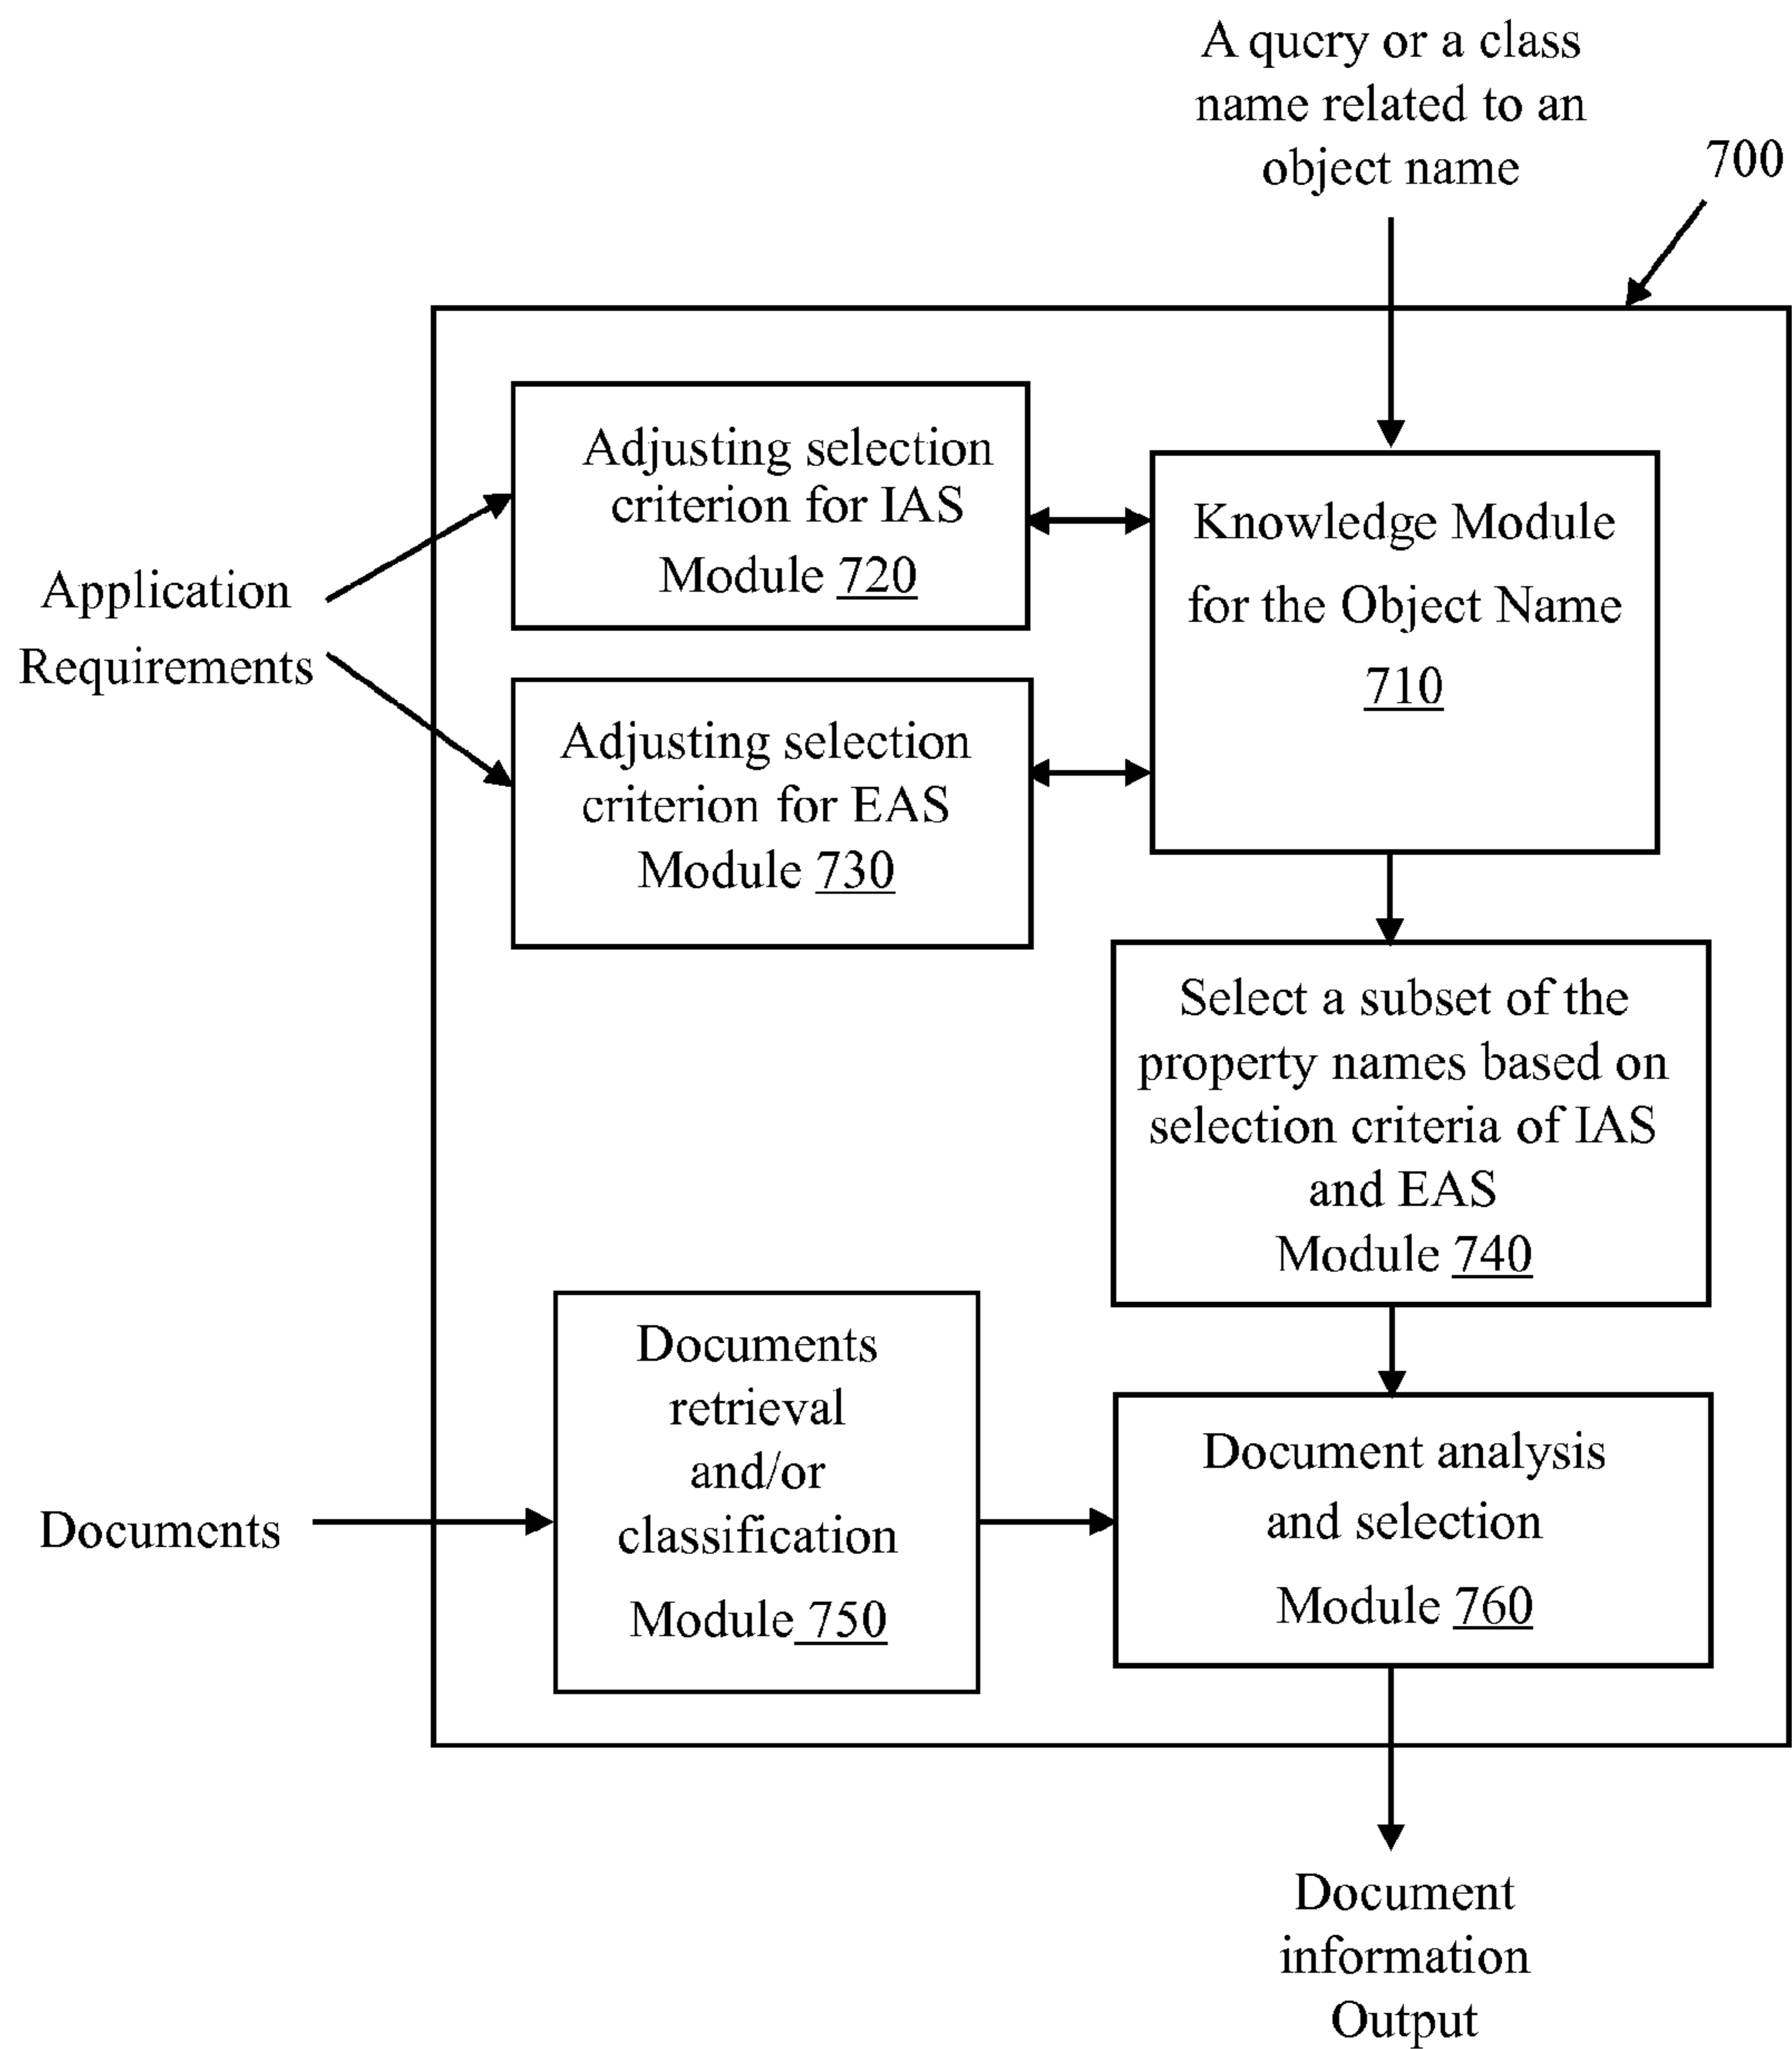 A qucry or a class
name related to an
object name
700
Adjusting selection
criterion for IAS
Module 720
Knowledge Module
for the Object Name
710
Application
Requirements
Adjusting selection
criterion for EAS
Module 730
Select a subset of the
property names based on
selection criteria of IAS
and EAS
Module 740
Documents
retrieval
and/or
classification
Module 750
Document analysis
and selection
Module 760
Documcnts
Document
information
Output